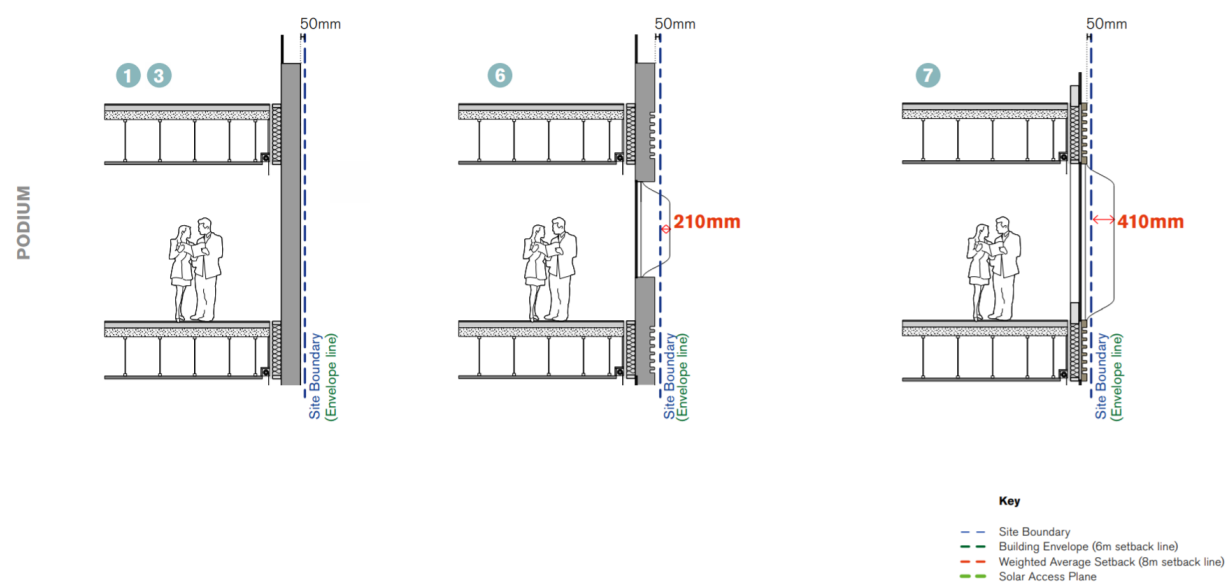 50mm
50mm
50mm
1 3
6
7
PODIUM
210mm
410mm
Site Boundary
(Envelope line)
Site Boundary
(Envelope line)
Site Boundary
(Envelope line)
Key
Site Boundary
Building Envelope (6m setback line)
Weighted Average Setback (8m setback line)
Solar Access Plane